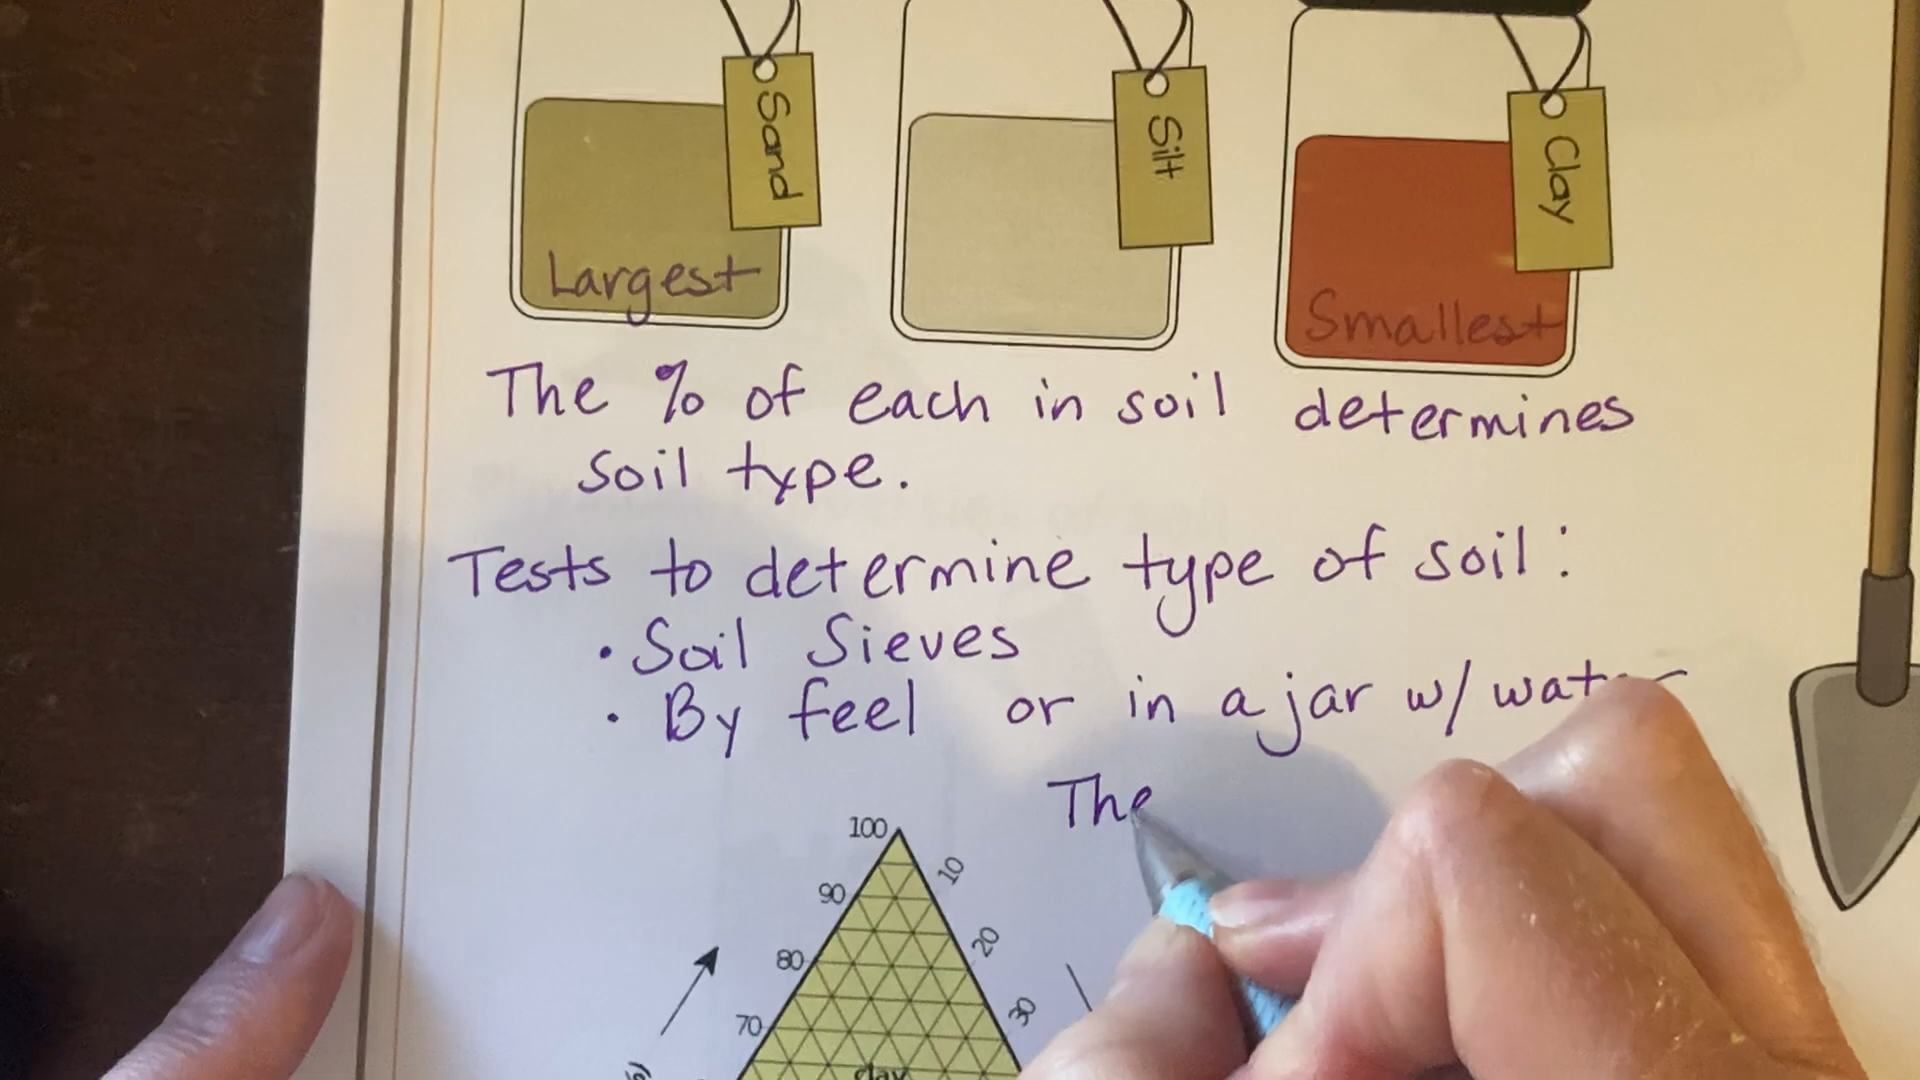 Sand
Silt
Clay
Largest
Smallest
The % of each in soil determines
soil type.
Tests to determine type of soil:
• Soil Sieves
• By feel or in a jar w/ water
The
100
10
90
20
80
30
70
clay